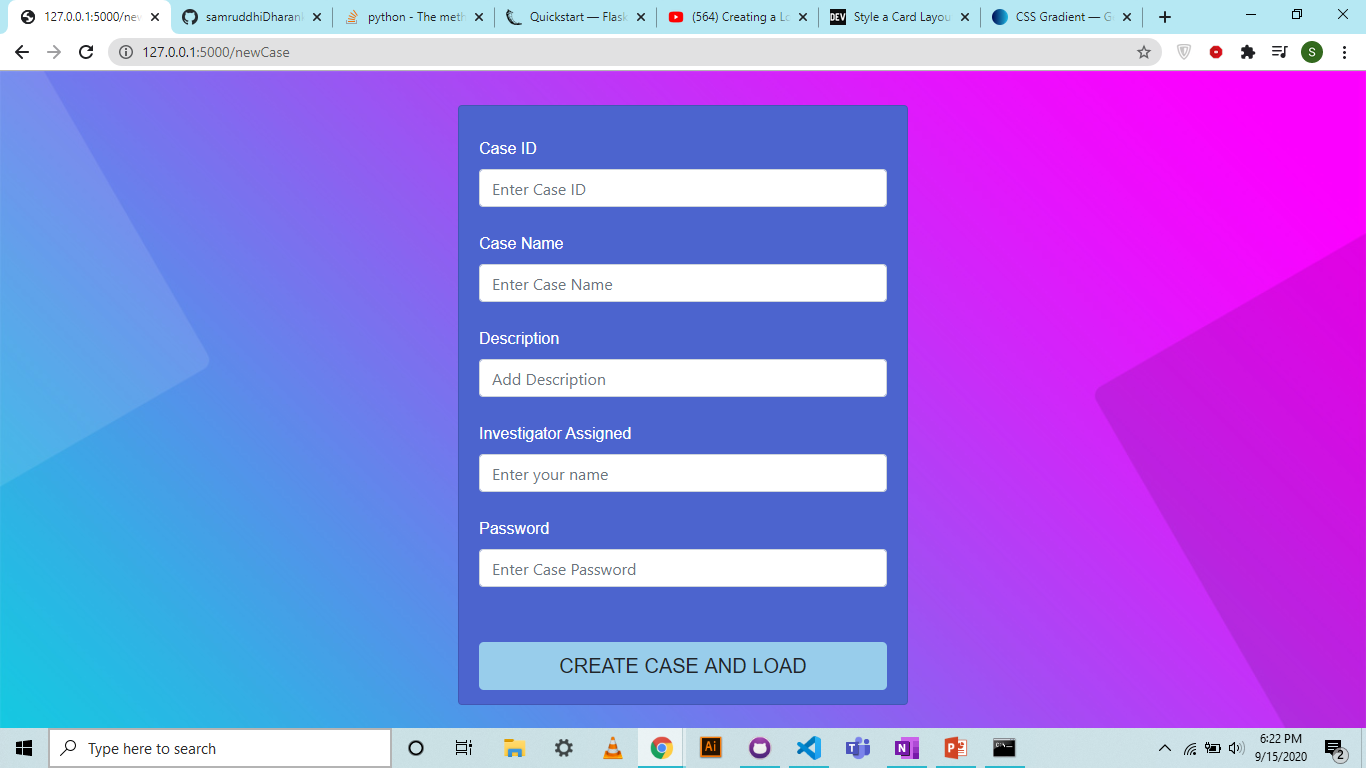 127.0.0.1:5000/new
samruddhiDharani
python - The meth
Quickstart — Flask
(564) Creating a Lo
DEV
Style a Card Layou
CSS Gradient — G
127.0.0.1:5000/newCase
S
Case ID
Enter Case ID
Case Name
Enter Case Name
Description
Add Description
Investigator Assigned
Enter your name
Password
Enter Case Password
CREATE CASE AND LOAD
Type here to search
Ai
6:22 PM
9/15/2020
2